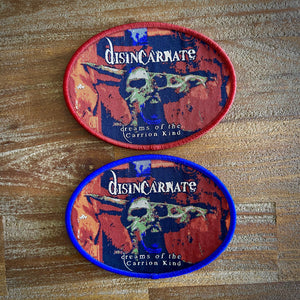 disincarnate
dreams of the
Carrion Kind
disincarnate
dreams of the
Carrion Kind